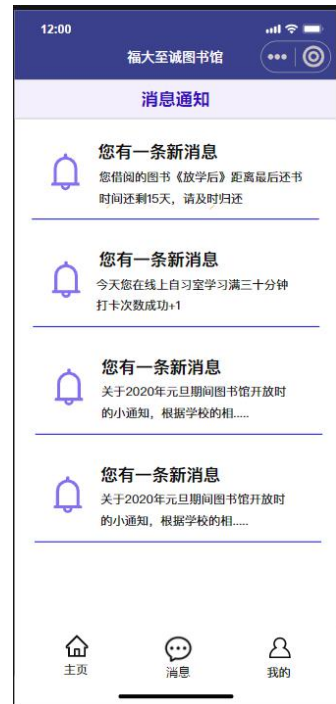 12:00
福大至诚图书馆
消息通知
您有一条新消息
您借阅的图书《放学后》距离最后还书
时间还剩15天，请及时归还
您有一条新消息
今天您在线上自习室学习满三十分钟
打卡次数成功+1
您有一条新消息
关于2020年元旦期间图书馆开放时
的小通知，根据学校的相.....
您有一条新消息
关于2020年元旦期间图书馆开放时
的小通知，根据学校的相.....
主页
消息
我的